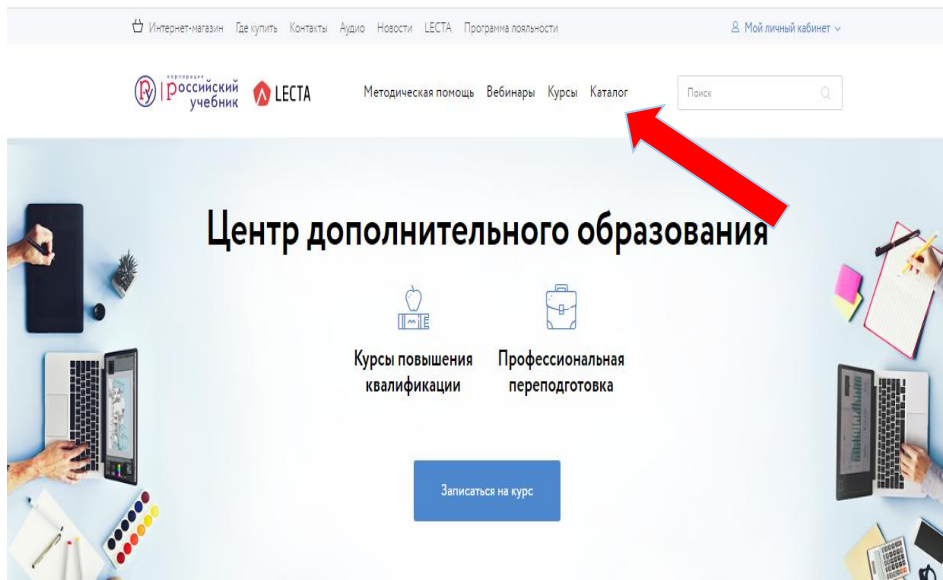 Интернет-магазин Где купить Контакты Аудио Новости LECTA Программа лояльности Мой личный кабинет
корпорация
российский
учебник
LECTA
Методическая помощь Вебинары Курсы Каталог
Поиск
Центр дополнительного образования
Курсы повышения
квалификации
Профессиональная
переподготовка
Записаться на курс